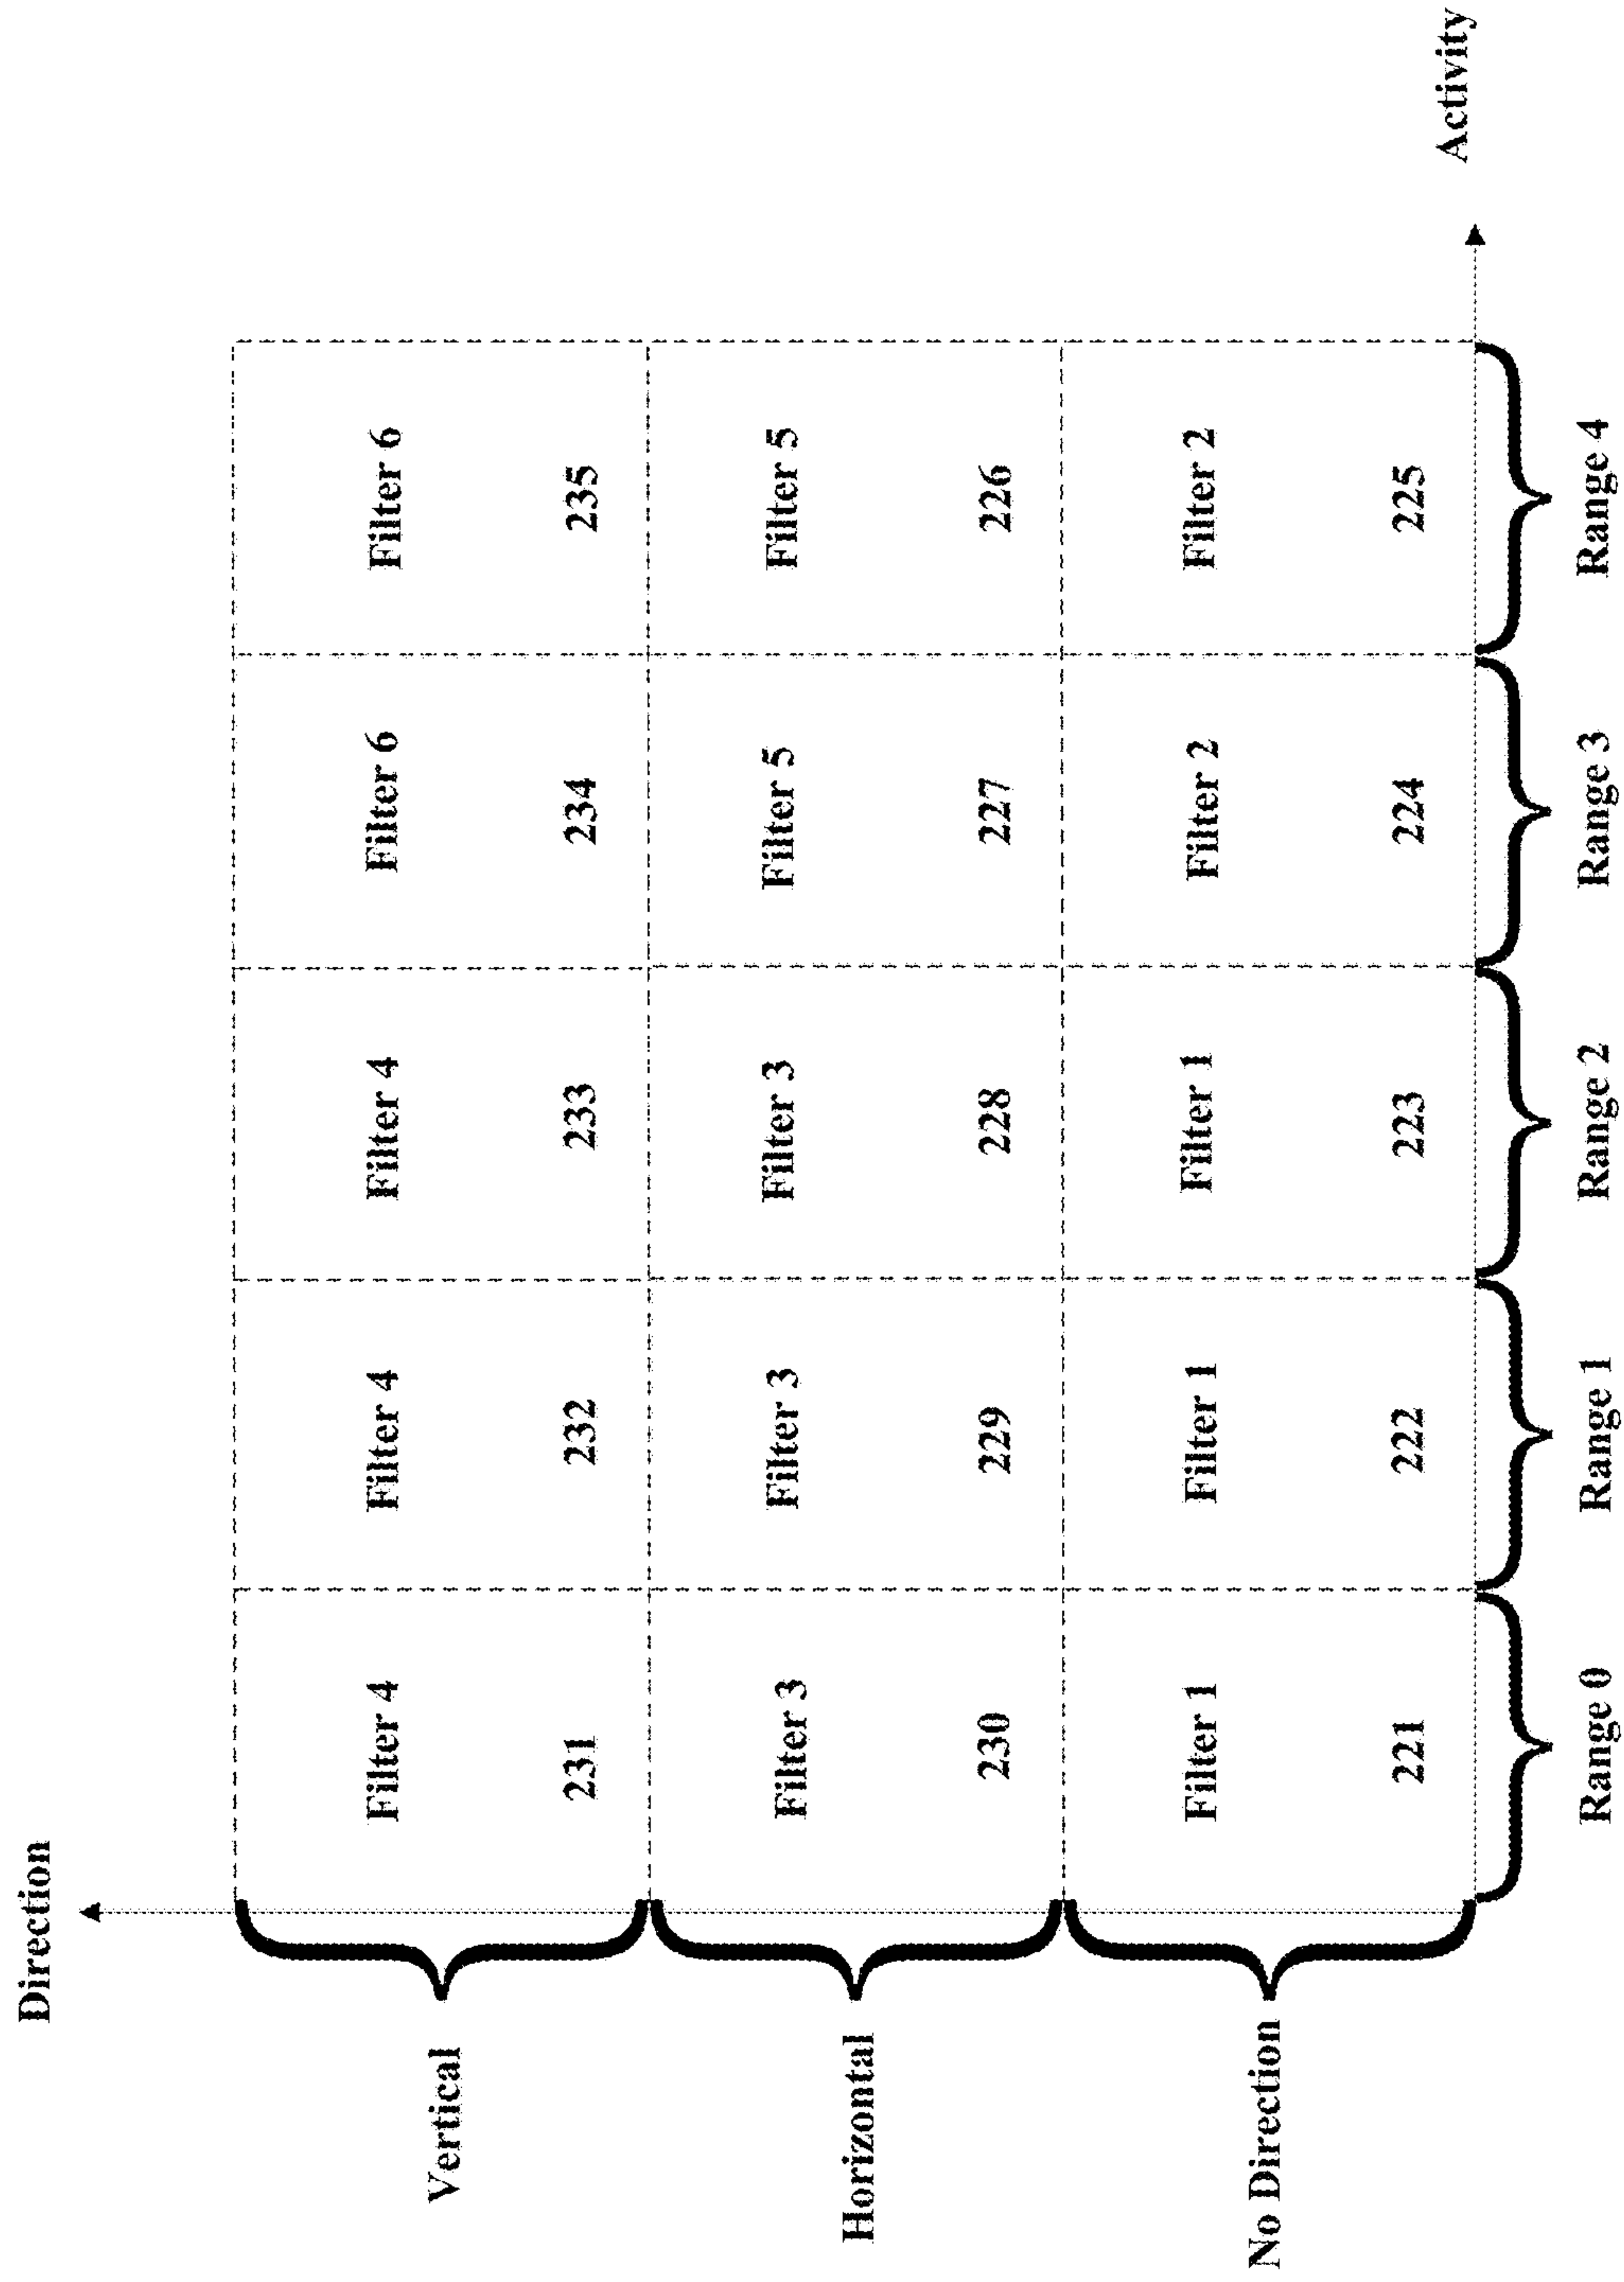 Direction
Vertical
Filter 4
Filter 4
Filter 4
Filter 6
Filter 6
231
232
233
234
235
Horizontal
Filter 3
Filter 3
Filter 3
Filter 5
Filter 5
230
229
228
227
226
No Direction
Filter 1
Filter 1
Filter 1
Filter 2
Filter 2
221
222
223
224
225
Activity
Range 0
Range 1
Range 2
Range 3
Range 4